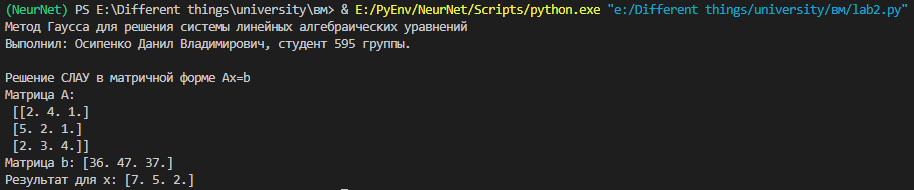 (NeurNet) PS E:\Different things\university\вм> & E:/PyEnv/NeurNet/Scripts/python.exe "e:/Different things/university/вм/lab2.py"
Метод Гаусса для решения системы линейных алгебраических уравнений
Выполнил: Осипенко Данил Владимирович, студент 595 группы.
Решение СЛАУ в матричной форме Ax=b
Матрица A:
[[2. 4. 1.]
[5. 2. 1.]
[2. 3. 4.]]
Матрица b: [36. 47. 37.]
Результат для x: [7. 5. 2.]